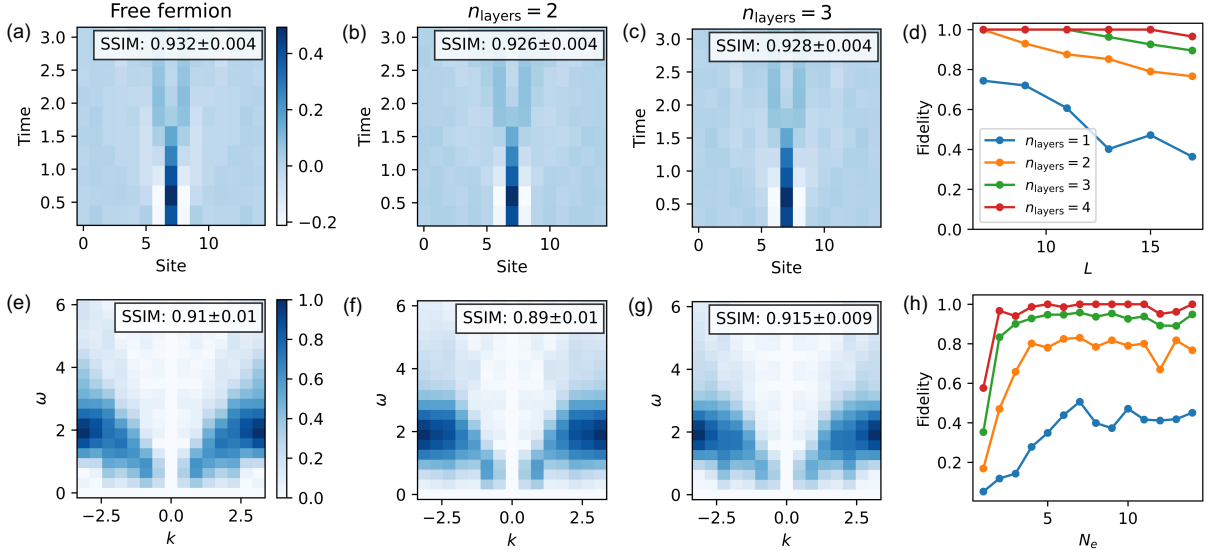 Free fermion
n_layers = 2
n_layers = 3
(a)
SSIM: 0.932±0.004
3.0
2.5
2.0
1.5
1.0
0.5
Time
0
5
10
Site
0.4
0.2
0.0
−0.2
(b)
SSIM: 0.926±0.004
3.0
2.5
2.0
1.5
1.0
0.5
Time
0
5
10
Site
(c)
SSIM: 0.928±0.004
3.0
2.5
2.0
1.5
1.0
0.5
Time
0
5
10
Site
(d)
1.0
0.8
0.6
0.4
0.2
0.0
Fidelity
n_layers = 1
n_layers = 2
n_layers = 3
n_layers = 4
10
15
L
(e)
SSIM: 0.91±0.01
6
4
2
0
ω
−2.5
0.0
2.5
k
1.0
0.8
0.6
0.4
0.2
0.0
(f)
SSIM: 0.89±0.01
6
4
2
0
ω
−2.5
0.0
2.5
k
(g)
SSIM: 0.915±0.009
6
4
2
0
ω
−2.5
0.0
2.5
k
(h)
1.0
0.8
0.6
0.4
0.2
Fidelity
5
10
N_e